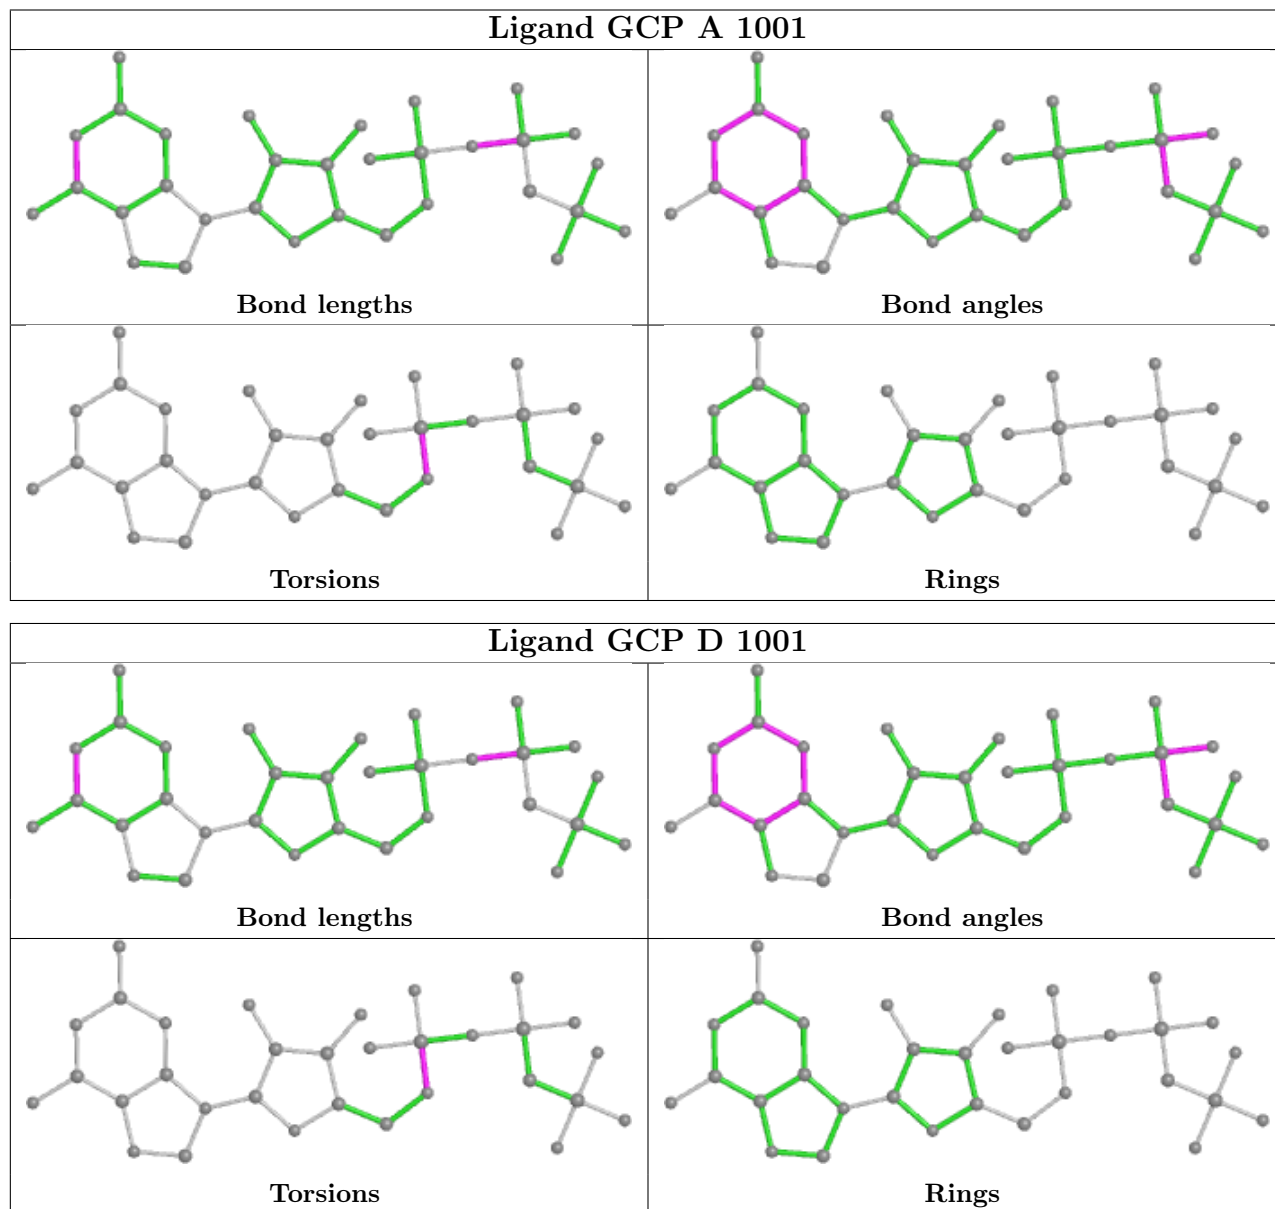 Ligand GCP A 1001
Bond lengths
Bond angles
Torsions
Rings
Ligand GCP D 1001
Bond lengths
Bond angles
Torsions
Rings